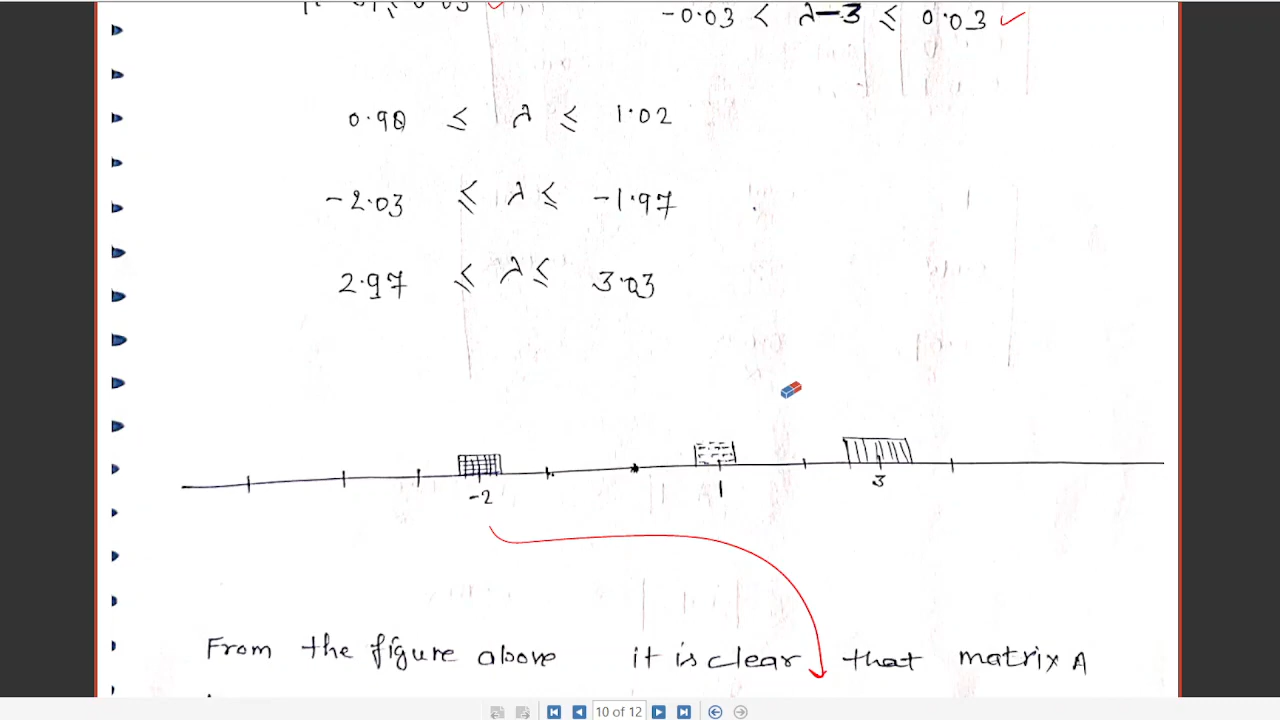 -0.03 < λ-3 ≤ 0.03 ✓
0.98 ≤ λ ≤ 1.02
-2.03 ≤ λ ≤ -1.97
2.97 ≤ λ ≤ 3.03
-2 1 3
From the figure above it is clear that matrix A
10 of 12